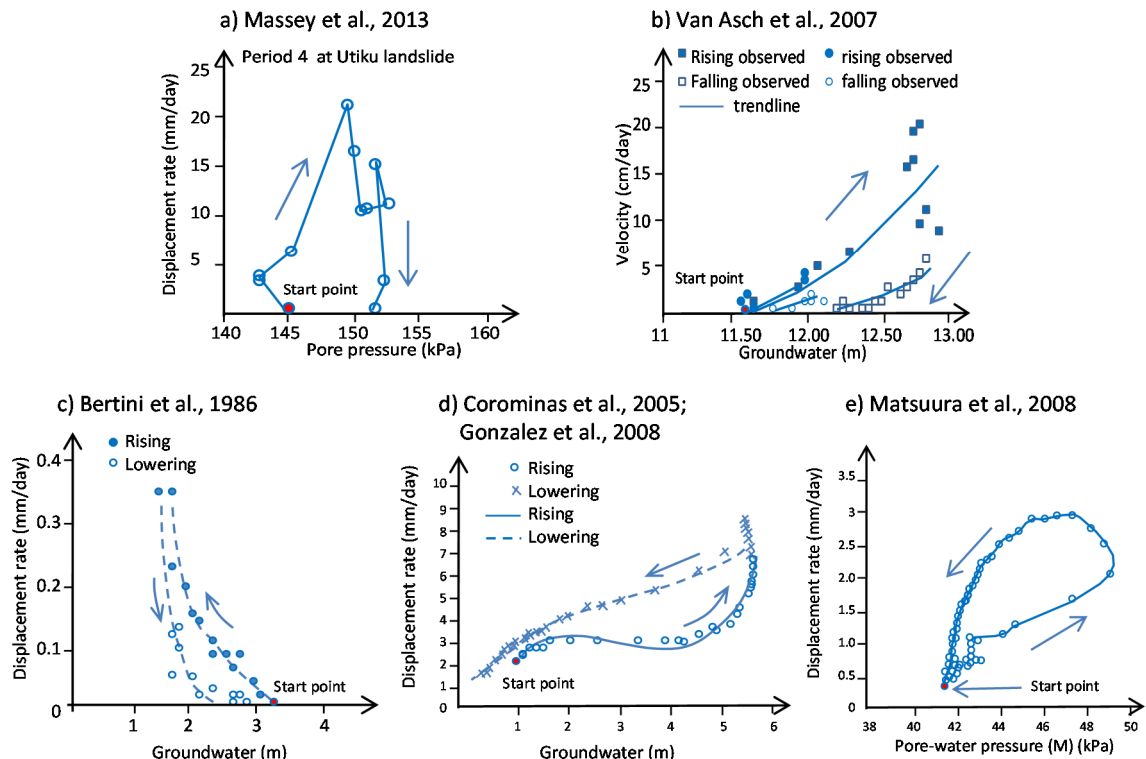 a) Massey et al., 2013
Period 4 at Utiku landslide
Displacement rate (mm/day)
25
20
15
10
5
Start point
140
145
150
155
160
Pore pressure (kPa)
b) Van Asch et al., 2007
Rising observed
rising observed
Falling observed
falling observed
trendline
Velocity (cm/day)
25
20
15
10
5
Start point
11
11.50
12.00
12.50
13.00
Groundwater (m)
c) Bertini et al., 1986
Rising
Lowering
Displacement rate (mm/day)
0.4
0.3
0.2
0.1
0
Start point
1
2
3
4
Groundwater (m)
d) Corominas et al., 2005;
Gonzalez et al., 2008
Rising
Lowering
Rising
Lowering
Displacement rate (mm/day)
10
9
8
7
6
5
4
3
2
1
0
Start point
1
2
3
4
5
6
Groundwater (m)
e) Matsuura et al., 2008
Displacement rate (mm/day)
3.5
3.0
2.5
2.0
1.5
1.0
0.5
0
Start point
38
40
42
44
46
48
50
Pore-water pressure (M) (kPa)